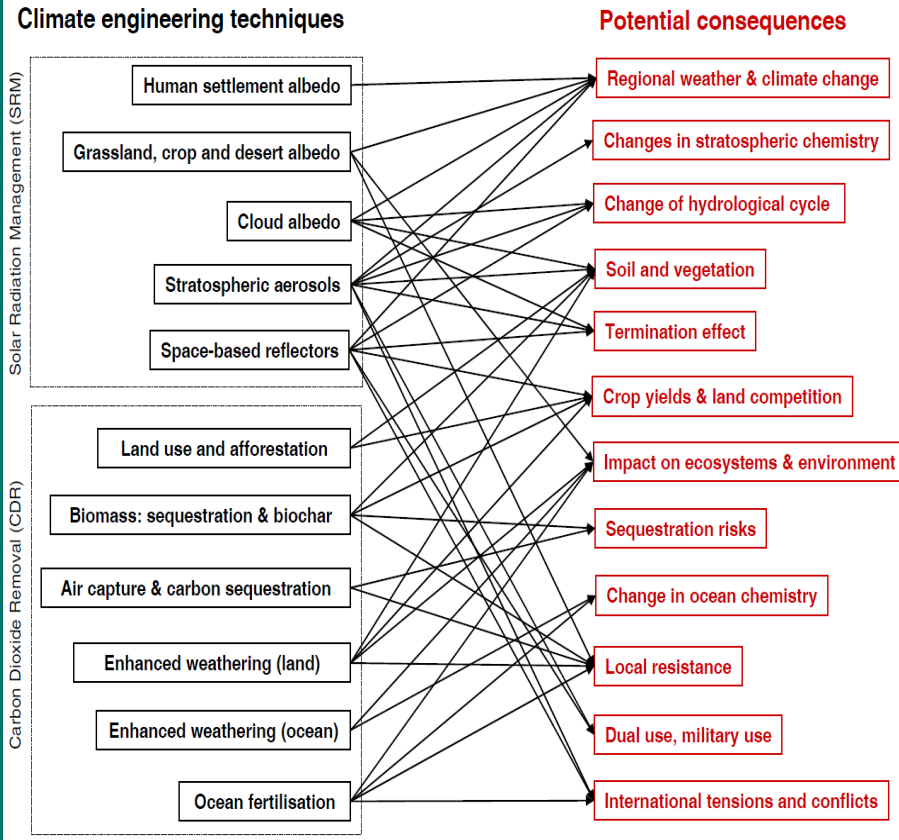 Climate engineering techniques
Potential consequences
Solar Radiation Management (SRM)
Human settlement albedo
Grassland, crop and desert albedo
Cloud albedo
Stratospheric aerosols
Space-based reflectors
Carbon Dioxide Removal (CDR)
Land use and afforestation
Biomass: sequestration & biochar
Air capture & carbon sequestration
Enhanced weathering (land)
Enhanced weathering (ocean)
Ocean fertilisation
Regional weather & climate change
Changes in stratospheric chemistry
Change of hydrological cycle
Soil and vegetation
Termination effect
Crop yields & land competition
Impact on ecosystems & environment
Sequestration risks
Change in ocean chemistry
Local resistance
Dual use, military use
International tensions and conflicts